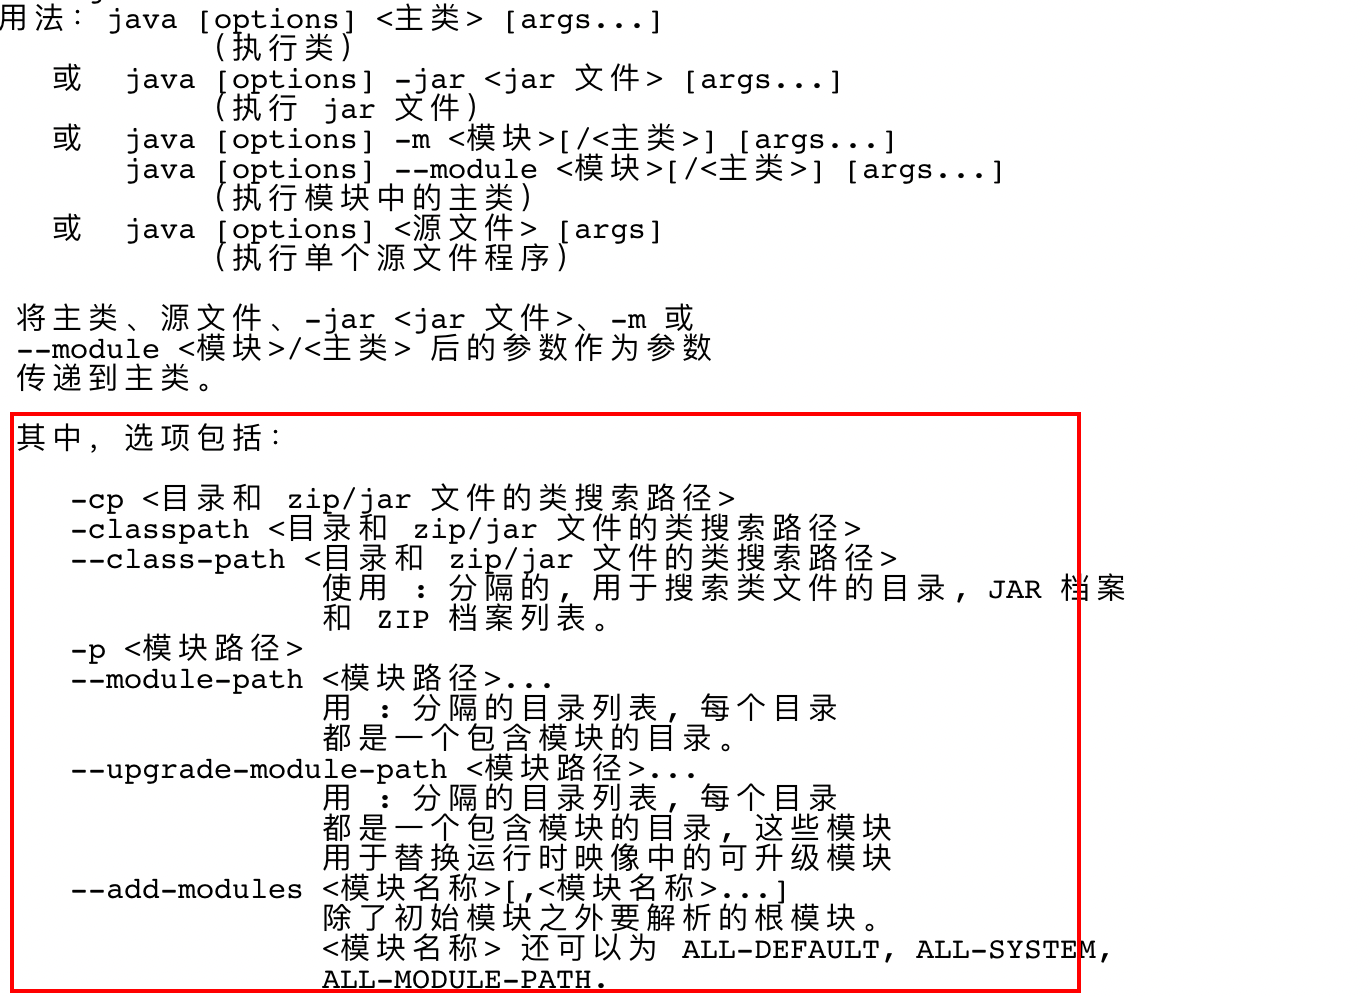 用法：java [options] <主类> [args...]
（执行类）
或 java [options] -jar <jar 文件> [args...]
（执行 jar 文件）
或 java [options] -m <模块>[/<主类>] [args...]
java [options] --module <模块>[/<主类>] [args...]
（执行模块中的主类）
或 java [options] <源文件> [args]
（执行单个源文件程序）
将主类、源文件、-jar <jar 文件>、-m 或
--module <模块>/<主类> 后的参数作为参数
传递到主类。
其中，选项包括：
-cp <目录和 zip/jar 文件的类搜索路径>
-classpath <目录和 zip/jar 文件的类搜索路径>
--class-path <目录和 zip/jar 文件的类搜索路径>
使用 : 分隔的, 用于搜索类文件的目录, JAR 档案
和 ZIP 档案列表。
-p <模块路径>
--module-path <模块路径>...
用 : 分隔的目录列表, 每个目录
都是一个包含模块的目录。
--upgrade-module-path <模块路径>...
用 : 分隔的目录列表, 每个目录
都是一个包含模块的目录, 这些模块
用于替换运行时映像中的可升级模块
--add-modules <模块名称>[,<模块名称>...]
除了初始模块之外要解析的根模块。
<模块名称> 还可以为 ALL-DEFAULT, ALL-SYSTEM,
ALL-MODULE-PATH.